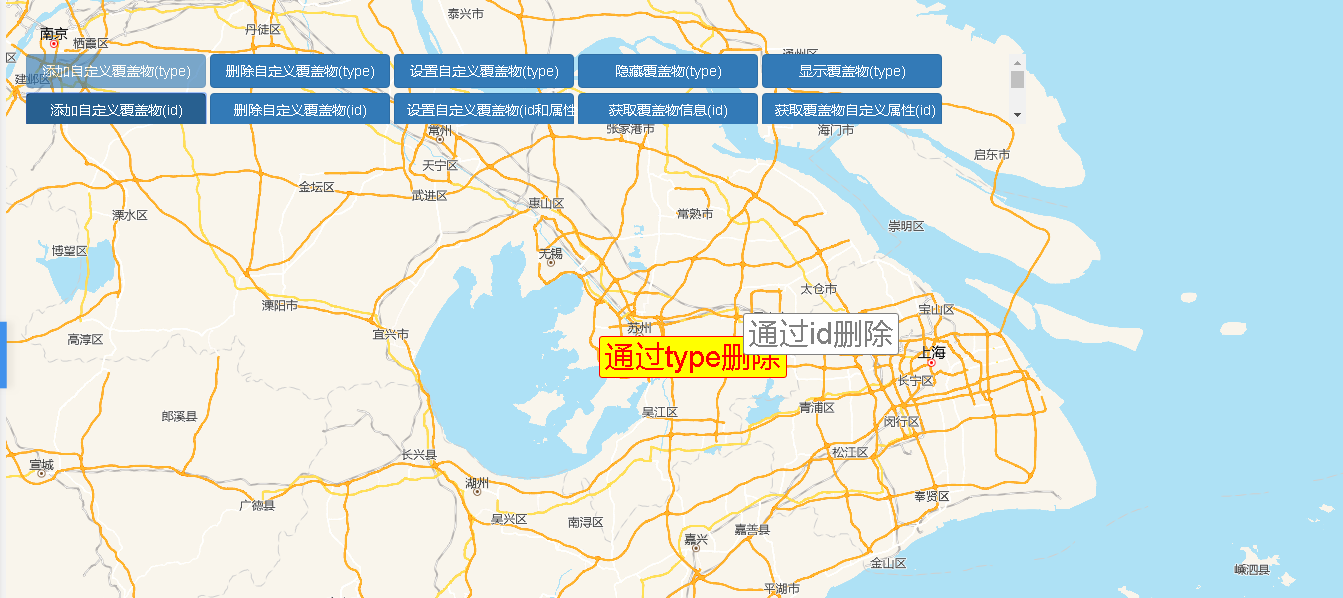 泰兴市
丹徒区
南京
栖霞区
通州区
区
建邺区
添加自定义覆盖物(type)
删除自定义覆盖物(type)
设置自定义覆盖物(type)
隐藏覆盖物(type)
显示覆盖物(type)
添加自定义覆盖物(id)
删除自定义覆盖物(id)
设置自定义覆盖物(id和属性
获取覆盖物信息(id)
获取覆盖物自定义属性(id)
常州
张家港市
海门市
启东市
天宁区
金坛区
武进区
惠山区
溧水区
常熟市
崇明区
博望区
无锡
太仓市
溧阳市
宝山区
高淳区
宜兴市
苏州
通过id删除
通过type删除
上海
长宁区
郎溪县
吴江区
青浦区
闵行区
长兴县
松江区
宣城
湖州
奉贤区
广德县
吴兴区
南浔区
嘉善县
嘉兴
金山区
嵊泗县
平湖市